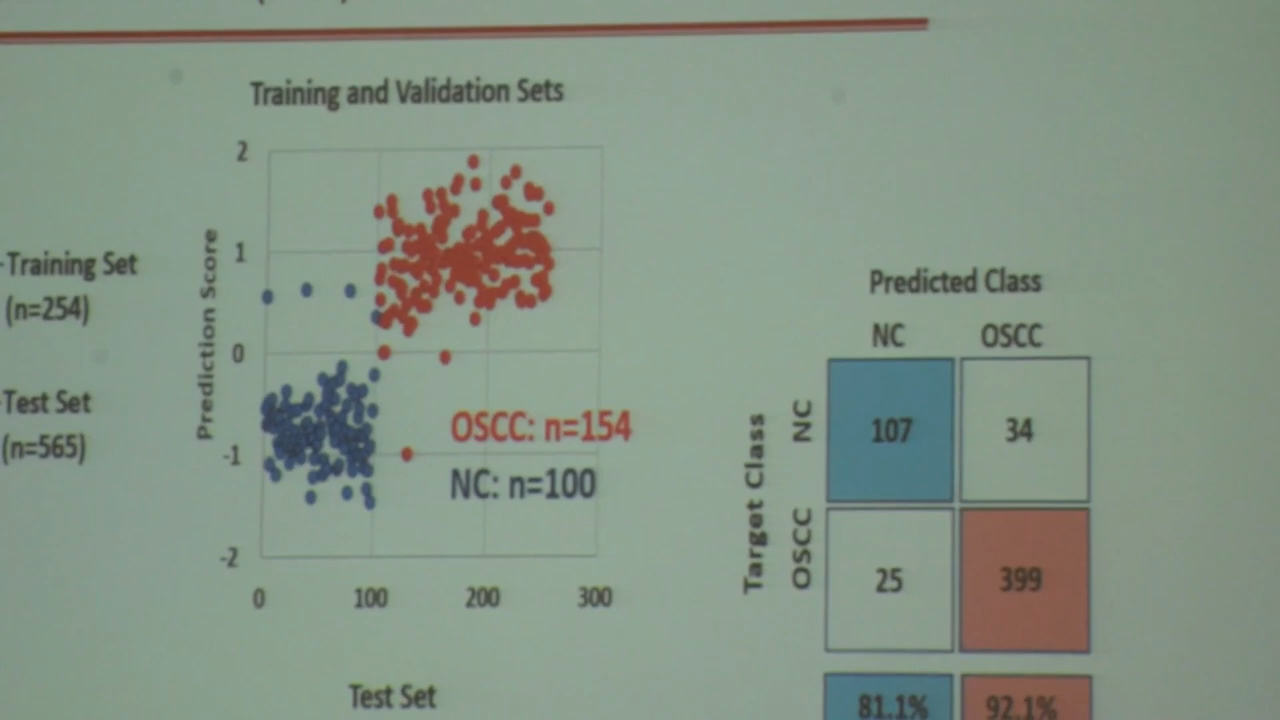 Training and Validation Sets
2
1
0
-1
-2
Prediction Score
0 100 200 300
OSCC: n=154
NC: n=100
Training Set
(n=254)
Test Set
(n=565)
Test Set
Predicted Class
NC OSCC
Target Class
NC
OSCC
107 34
25 399
81.1% 92.1%